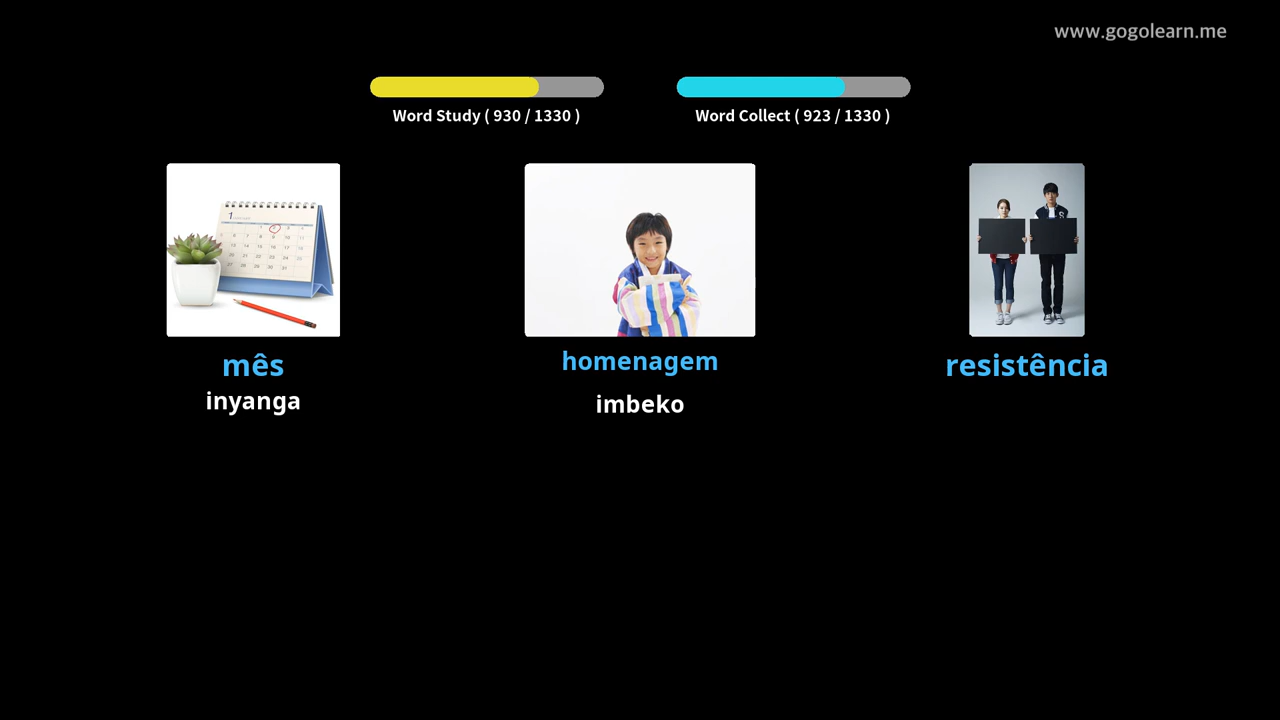 www.gogolearn.me
Word Study ( 930 / 1330 )
Word Collect ( 923 / 1330 )
mês
inyanga
homenagem
imbeko
resistência